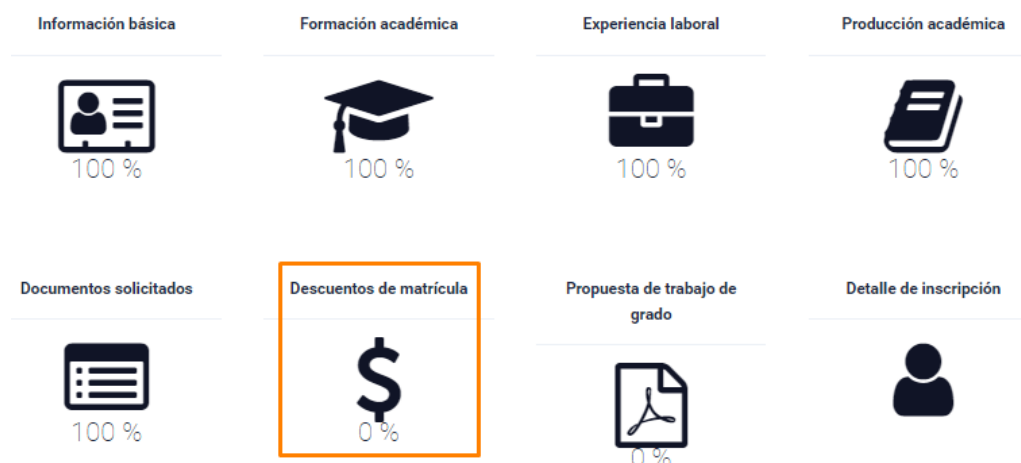 Información básica
Formación académica
Experiencia laboral
Producción académica
100 %
100 %
100 %
100 %
Documentos solicitados
Descuentos de matrícula
Propuesta de trabajo de
grado
Detalle de inscripción
100 %
0 %
0 %